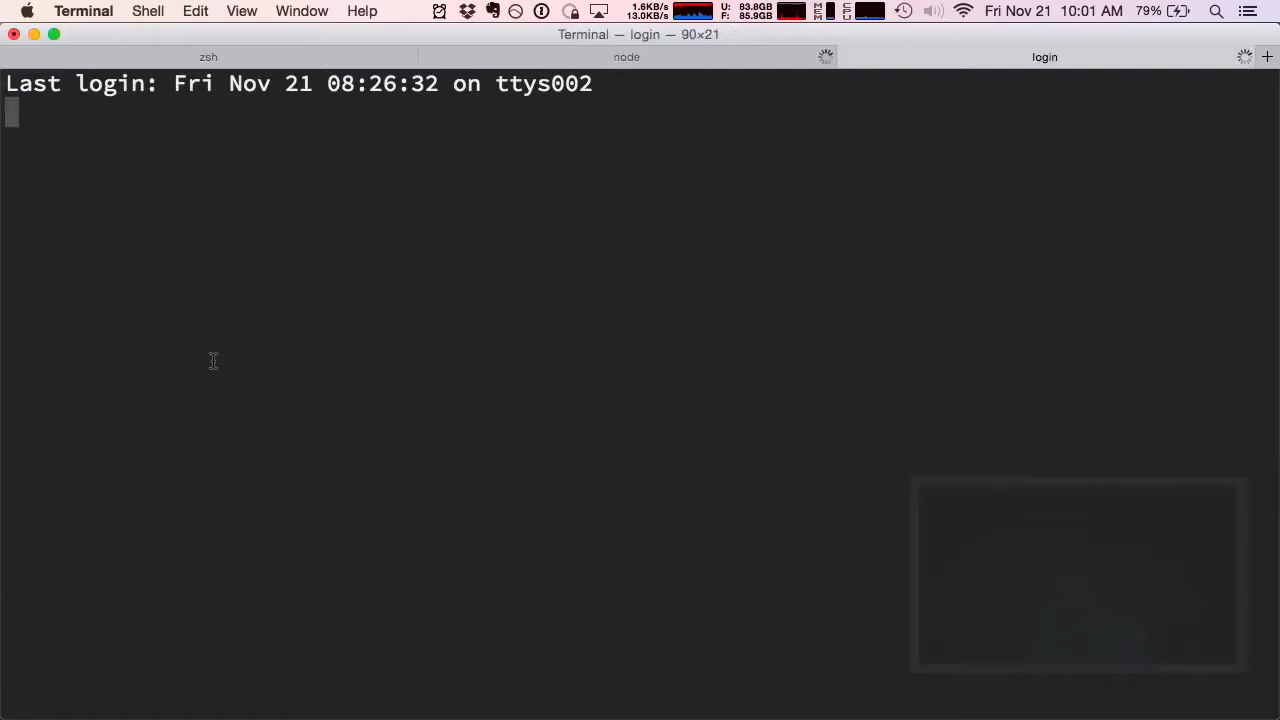 Terminal Shell Edit View Window Help 1.6KB/s 13.0KB/s U: 83.8GB F: 85.9GB MEM CPU Fri Nov 21 10:01 AM 79%
Terminal — login — 90×21
zsh node login +
Last login: Fri Nov 21 08:26:32 on ttys002